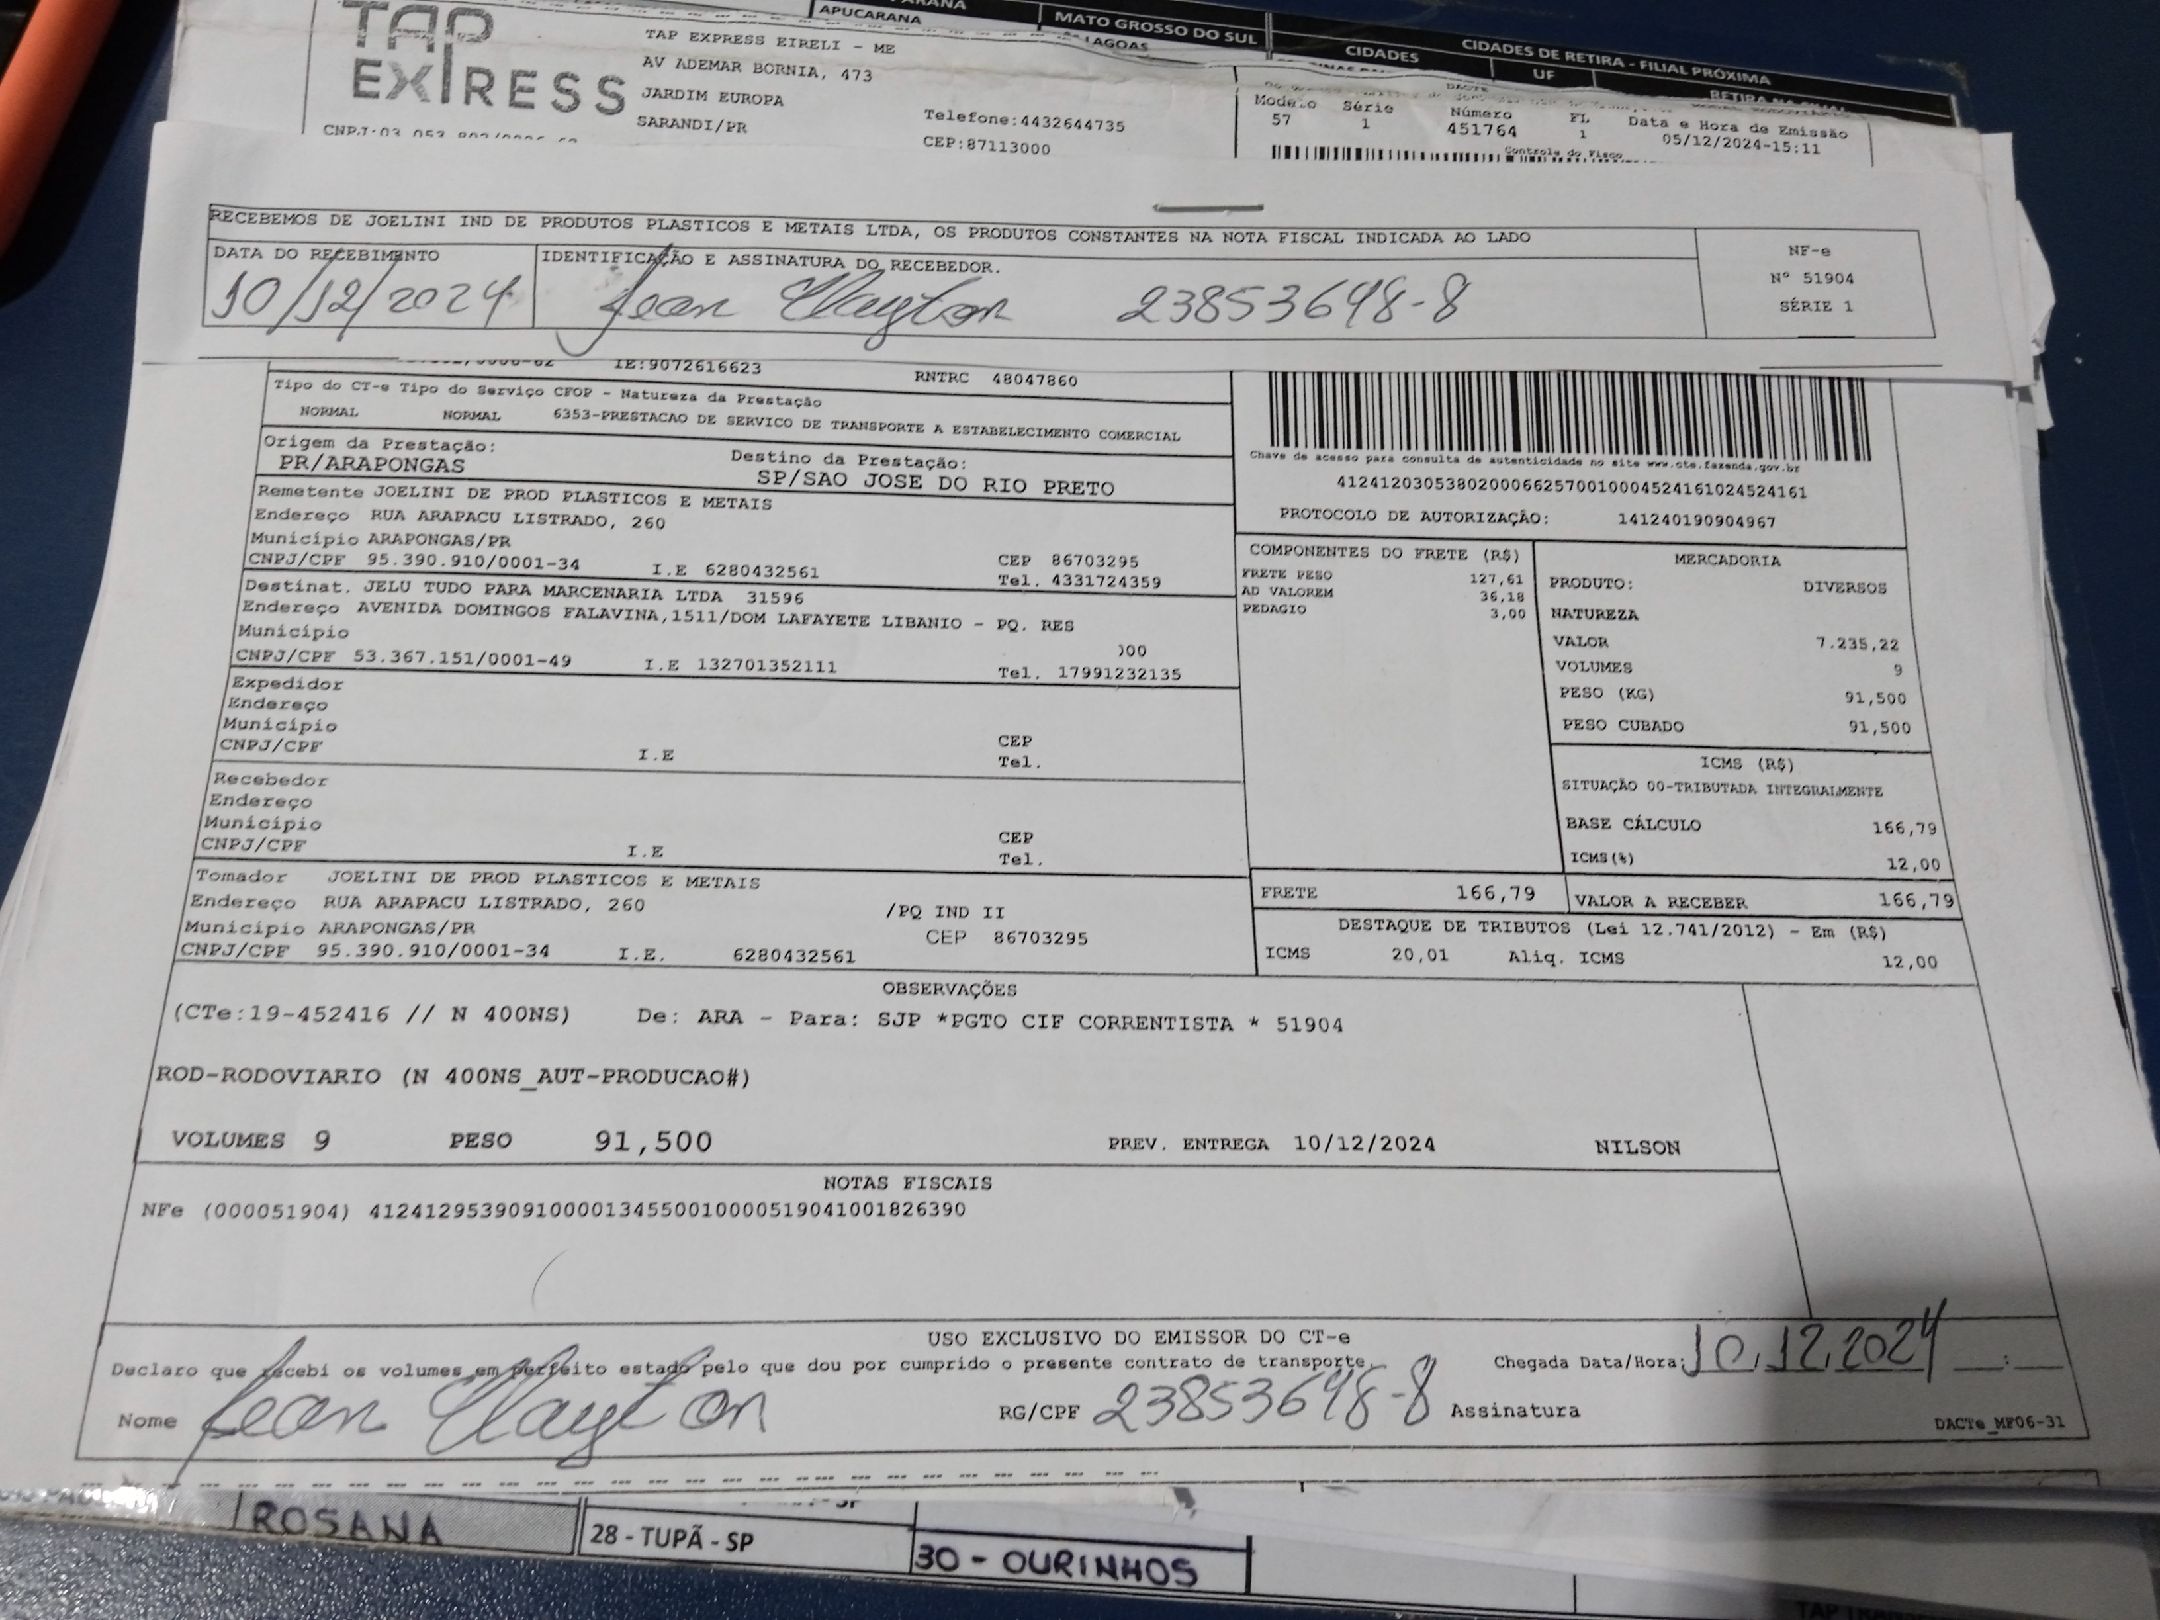 APUCARANA
MATO GROSSO DO SUL
LAGOAS
CIDADES
CIDADES DE RETIRA - FILIAL PRÓXIMA
UF
TAP
EXPRESS
TAP EXPRESS EIRELI - ME
AV ADEMAR BORNIA, 473
JARDIM EUROPA
SARANDI/PR
Telefone:4432644735
CEP:87113000
Modelo Série Número FL Data e Hora de Emissão
57 1 451764 1 05/12/2024-15:11
Controle do Fisco
RECEBEMOS DE JOELINI IND DE PRODUTOS PLASTICOS E METAIS LTDA, OS PRODUTOS CONSTANTES NA NOTA FISCAL INDICADA AO LADO
DATA DO RECEBIMENTO
IDENTIFICAÇÃO E ASSINATURA DO RECEBEDOR.
10/12/2024 Jean Clayton 23853648-8
NF-e
Nº 51904
SÉRIE 1
IE:9072616623
RNTRC 48047860
Tipo do CT-e Tipo do Serviço CFOP - Natureza da Prestação
NORMAL NORMAL 6353-PRESTACAO DE SERVICO DE TRANSPORTE A ESTABELECIMENTO COMERCIAL
Origem da Prestação: Destino da Prestação:
PR/ARAPONGAS SP/SAO JOSE DO RIO PRETO
Chave de acesso para consulta de autenticidade no site www.cte.fazenda.gov.br
41241203053802000662570010004524161024524161
PROTOCOLO DE AUTORIZAÇÃO: 141240190904967
Remetente JOELINI DE PROD PLASTICOS E METAIS
Endereço RUA ARAPACU LISTRADO, 260
Município ARAPONGAS/PR CEP 86703295
CNPJ/CPF 95.390.910/0001-34 I.E 6280432561 Tel. 4331724359
Destinat. JELU TUDO PARA MARCENARIA LTDA 31596
Endereço AVENIDA DOMINGOS FALAVINA,1511/DOM LAFAYETE LIBANIO - PQ. RES
Município 00
CNPJ/CPF 53.367.151/0001-49 I.E 132701352111 Tel. 17991232135
Expedidor
Endereço
Município CEP
CNPJ/CPF I.E Tel.
Recebedor
Endereço
Município CEP
CNPJ/CPF I.E Tel.
Tomador JOELINI DE PROD PLASTICOS E METAIS
Endereço RUA ARAPACU LISTRADO, 260 /PQ IND II
Município ARAPONGAS/PR CEP 86703295
CNPJ/CPF 95.390.910/0001-34 I.E. 6280432561
COMPONENTES DO FRETE (R$)
FRETE PESO 127,61
AD VALOREM 36,18
PEDAGIO 3,00
MERCADORIA
PRODUTO: DIVERSOS
NATUREZA
VALOR 7.235,22
VOLUMES 9
PESO (KG) 91,500
PESO CUBADO 91,500
ICMS (R$)
SITUAÇÃO 00-TRIBUTADA INTEGRALMENTE
BASE CÁLCULO 166,79
ICMS(%) 12,00
FRETE 166,79 VALOR A RECEBER 166,79
DESTAQUE DE TRIBUTOS (Lei 12.741/2012) - Em (R$)
ICMS 20,01 Aliq. ICMS 12,00
OBSERVAÇÕES
(CTe:19-452416 // N 400NS) De: ARA - Para: SJP *PGTO CIF CORRENTISTA * 51904
ROD-RODOVIARIO (N 400NS_AUT-PRODUCAO#)
VOLUMES 9 PESO 91,500 PREV. ENTREGA 10/12/2024 NILSON
NOTAS FISCAIS
NFe (000051904) 41241295390910000134550010000519041001826390
USO EXCLUSIVO DO EMISSOR DO CT-e
Declaro que recebi os volumes em perfeito estado pelo que dou por cumprido o presente contrato de transporte. Chegada Data/Hora: 10.12.2024 __:__
Nome Jean Clayton RG/CPF 23853648-8 Assinatura
DACTe_MF06-31
ROSANA
28 - TUPÃ - SP
30 - OURINHOS